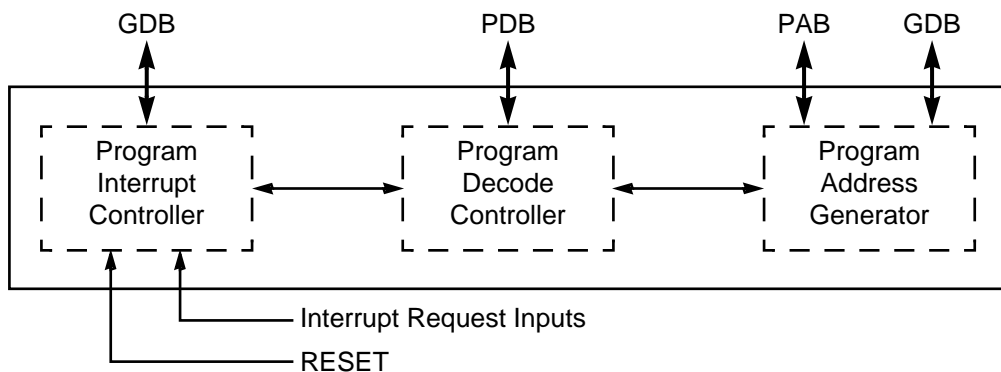 GDB PDB PAB GDB
Program
Interrupt
Controller
Program
Decode
Controller
Program
Address
Generator
Interrupt Request Inputs
RESET